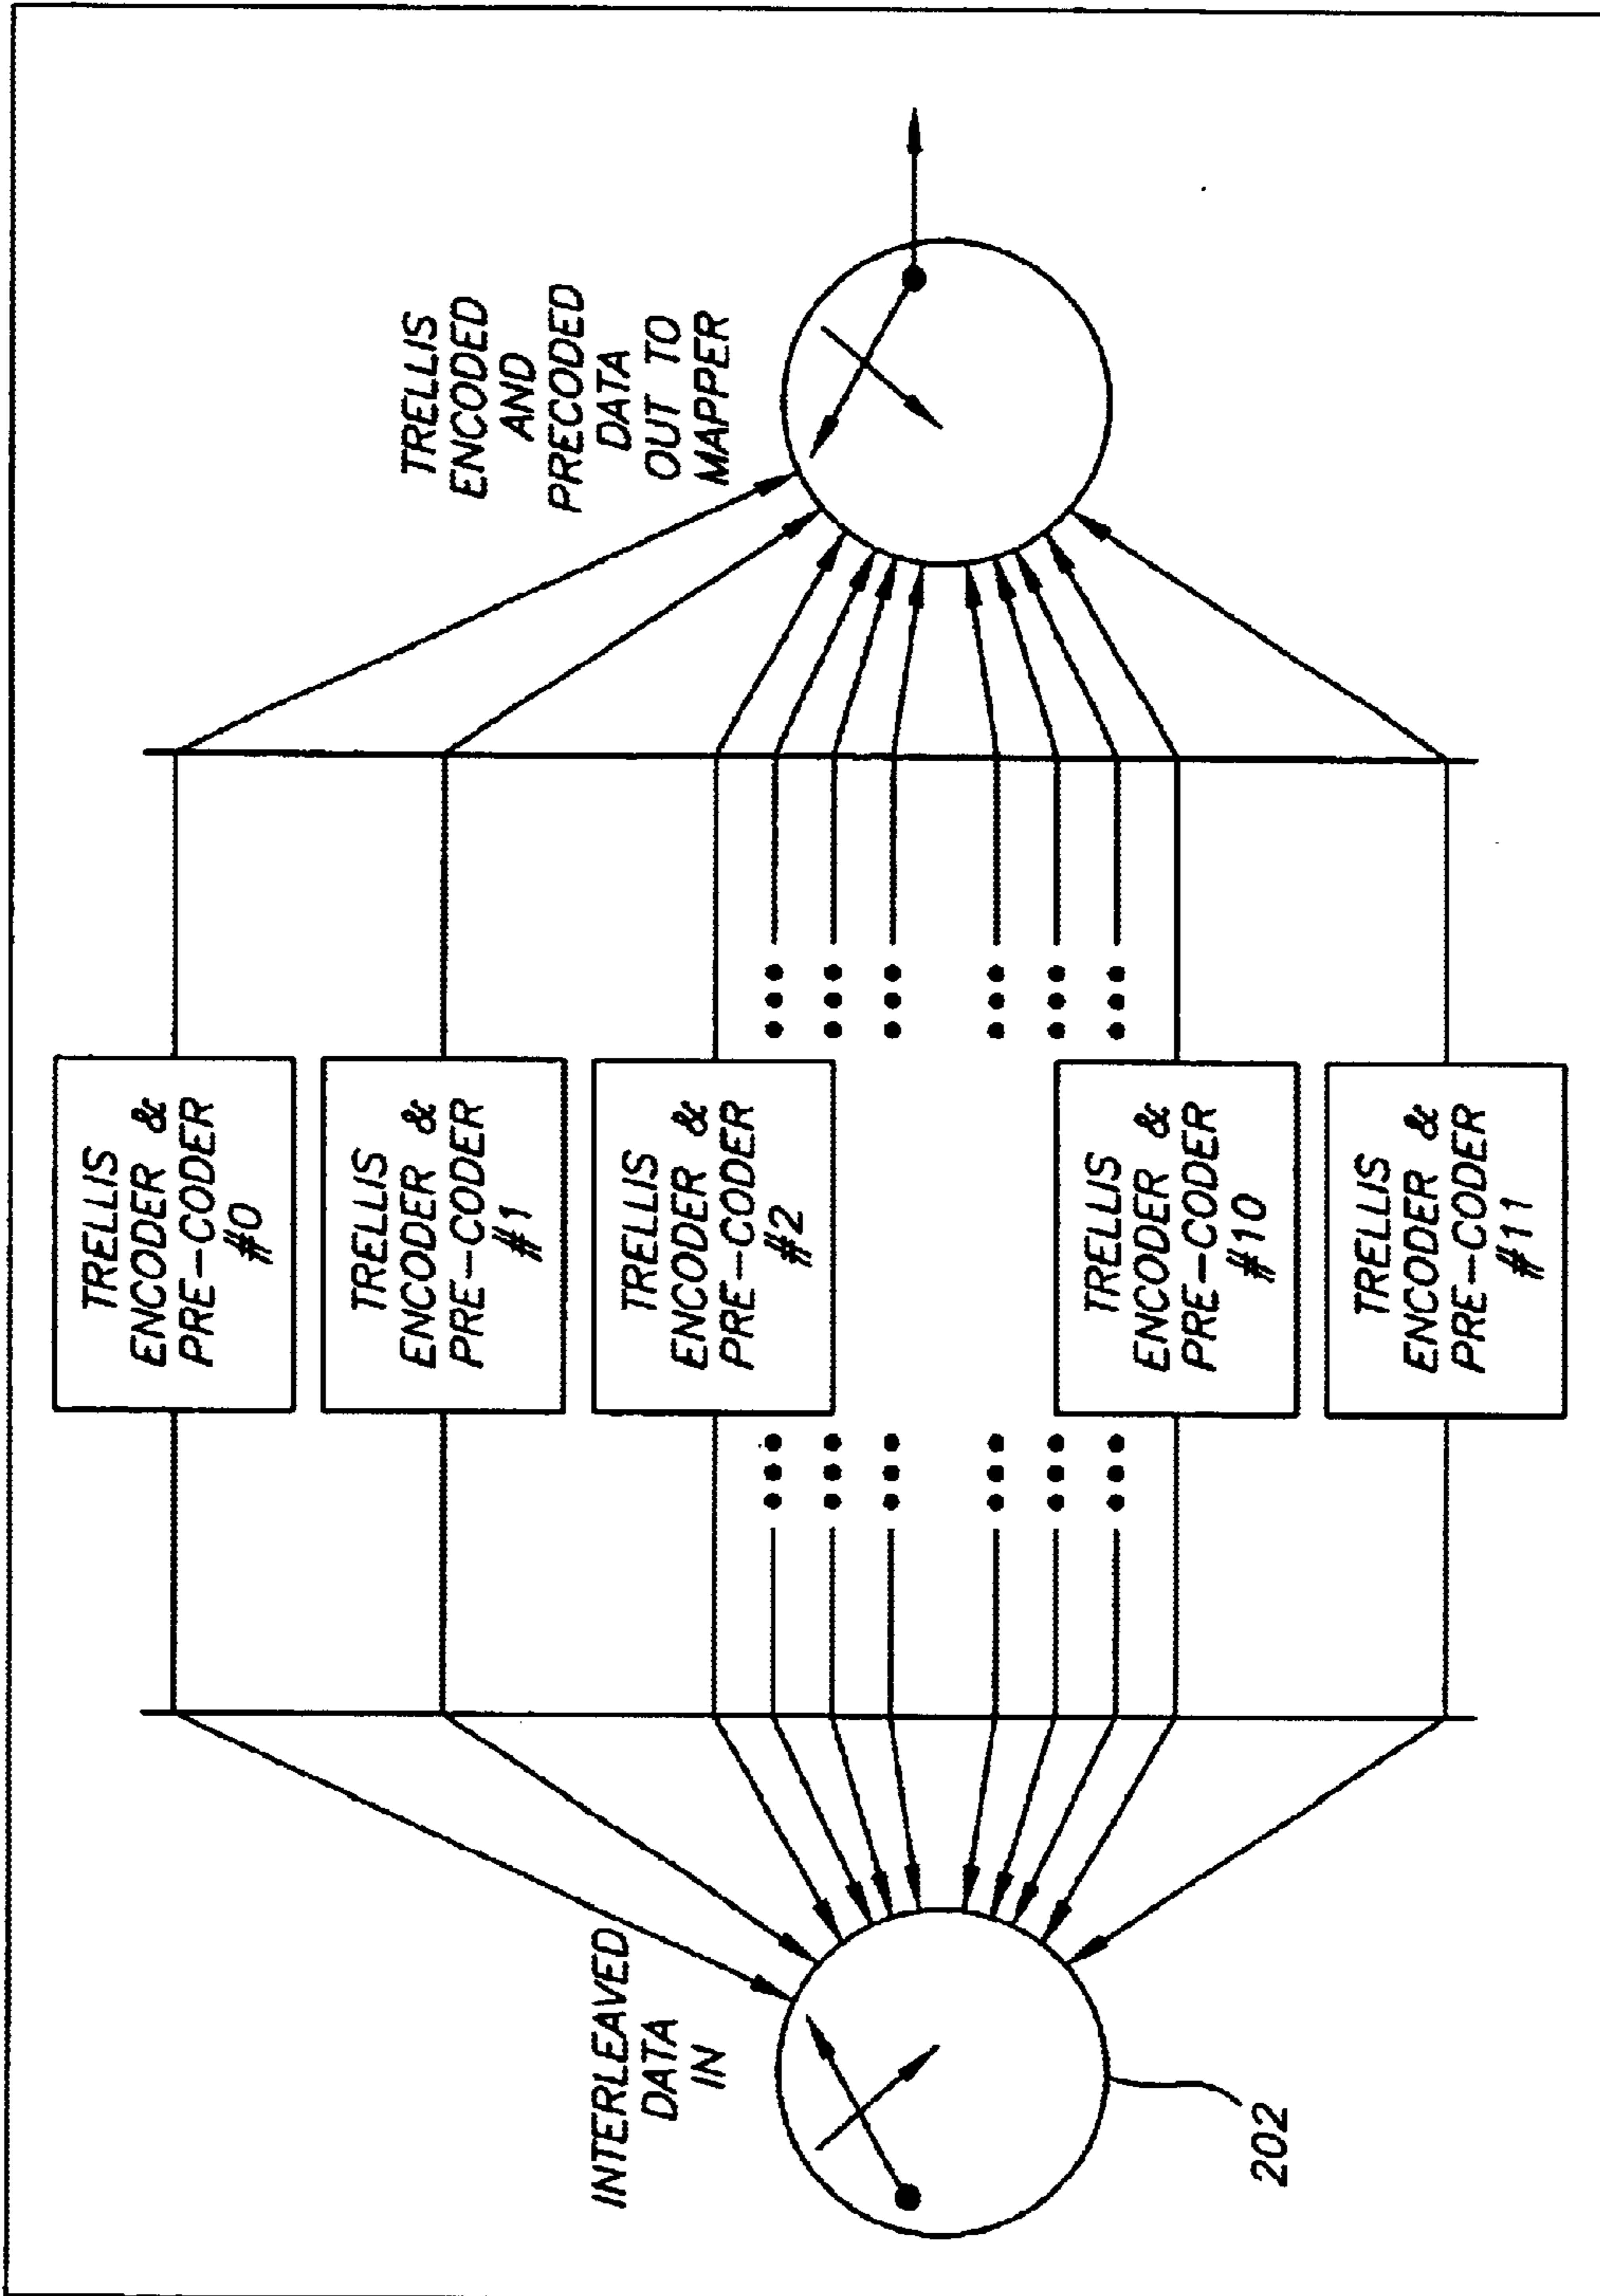 INTERLEAVED
DATA
IN
202
TRELLIS
ENCODER &
PRE-CODER
#0
TRELLIS
ENCODER &
PRE-CODER
#1
TRELLIS
ENCODER &
PRE-CODER
#2
TRELLIS
ENCODER &
PRE-CODER
#10
TRELLIS
ENCODER &
PRE-CODER
#11
TRELLIS
ENCODED
AND
PRECODED
DATA
OUT TO
MAPPER